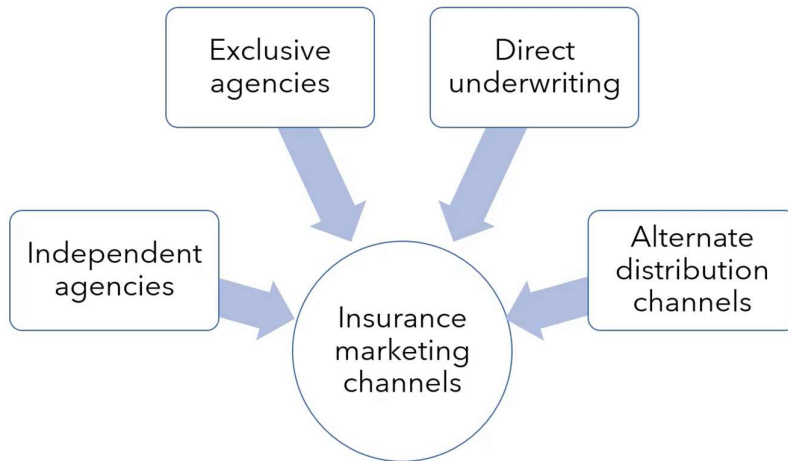 Exclusive
agencies
Direct
underwriting
Independent
agencies
Alternate
distribution
channels
Insurance
marketing
channels